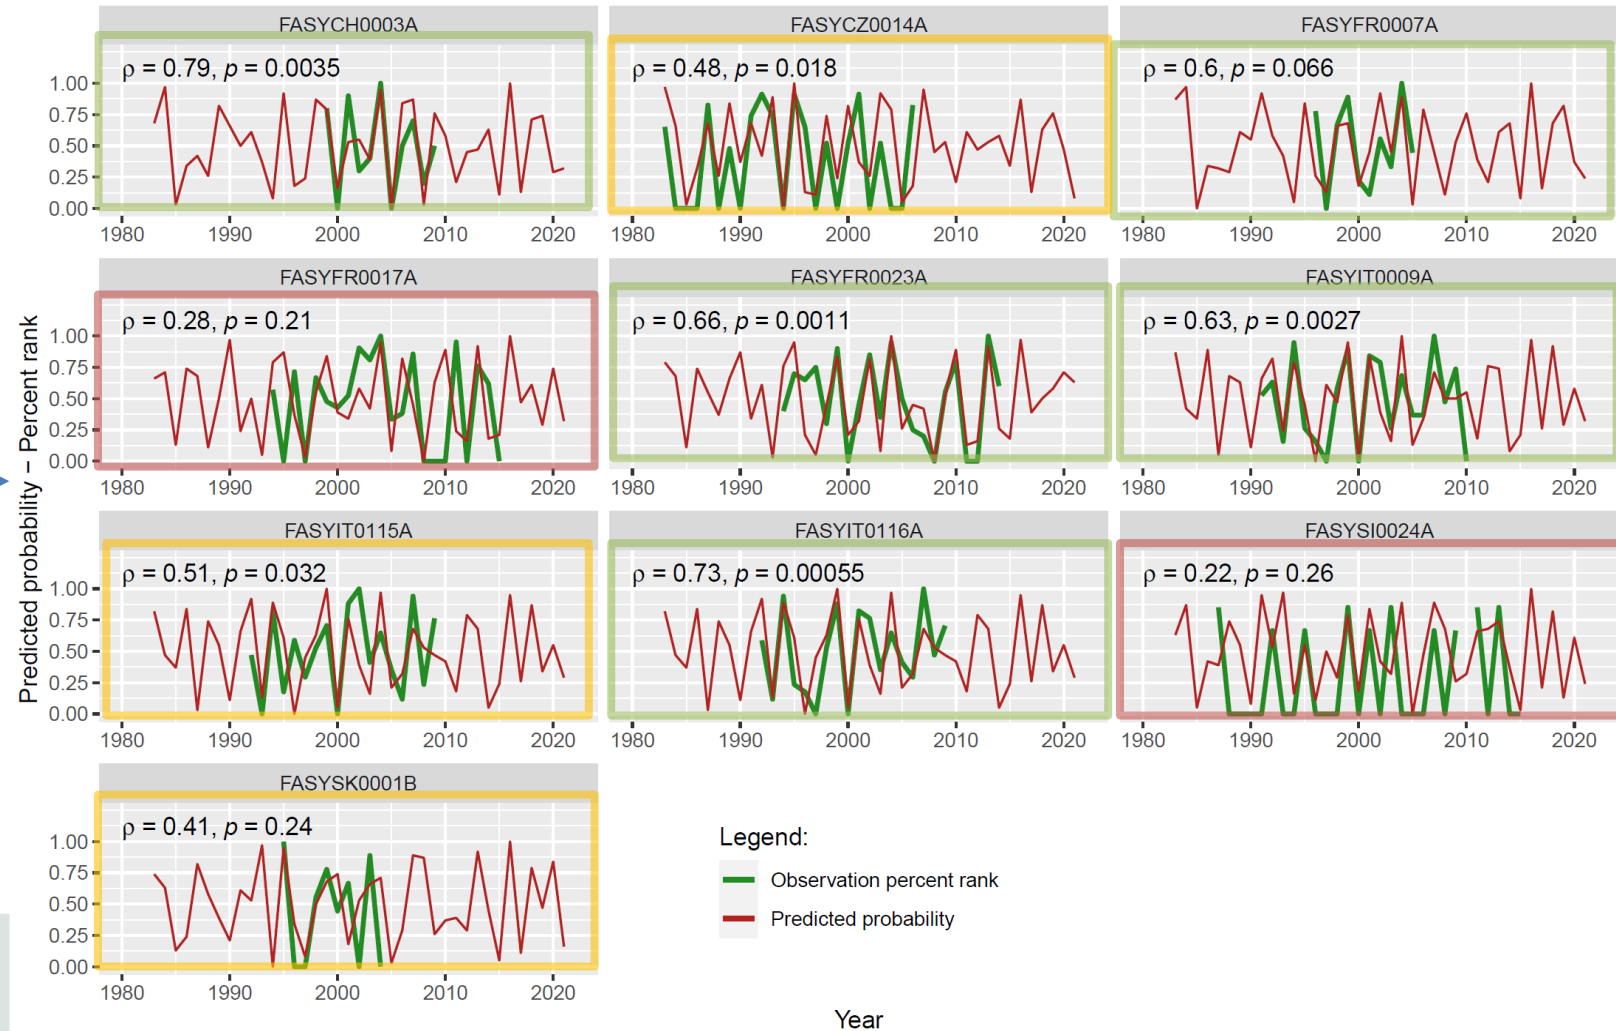 FASYCH0003A
FASYCZ0014A
FASYFR0007A
ρ = 0.79, p = 0.0035
ρ = 0.48, p = 0.018
ρ = 0.6, p = 0.066
1.00
0.75
0.50
0.25
0.00
1980 1990 2000 2010 2020
1980 1990 2000 2010 2020
1980 1990 2000 2010 2020
FASYFR0017A
FASYFR0023A
FASYIT0009A
ρ = 0.28, p = 0.21
ρ = 0.66, p = 0.0011
ρ = 0.63, p = 0.0027
1.00
0.75
0.50
0.25
0.00
1980 1990 2000 2010 2020
1980 1990 2000 2010 2020
1980 1990 2000 2010 2020
Predicted probability – Percent rank
FASYIT0115A
FASYIT0116A
FASYSI0024A
ρ = 0.51, p = 0.032
ρ = 0.73, p = 0.00055
ρ = 0.22, p = 0.26
1.00
0.75
0.50
0.25
0.00
1980 1990 2000 2010 2020
1980 1990 2000 2010 2020
1980 1990 2000 2010 2020
FASYSK0001B
ρ = 0.41, p = 0.24
1.00
0.75
0.50
0.25
0.00
1980 1990 2000 2010 2020
Legend:
Observation percent rank
Predicted probability
Year